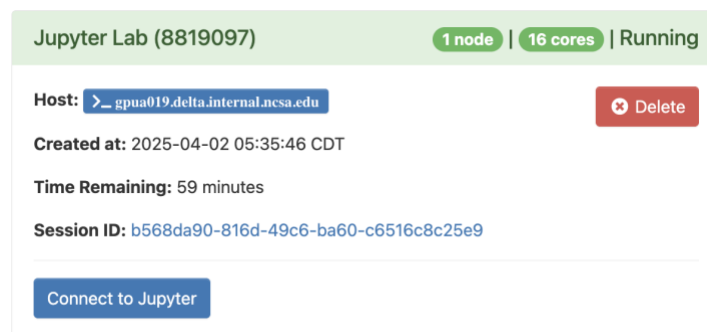 Jupyter Lab (8819097) 1 node | 16 cores | Running
Host: >_ gpua019.delta.internal.ncsa.edu
Delete
Created at: 2025-04-02 05:35:46 CDT
Time Remaining: 59 minutes
Session ID: b568da90-816d-49c6-ba60-c6516c8c25e9
Connect to Jupyter